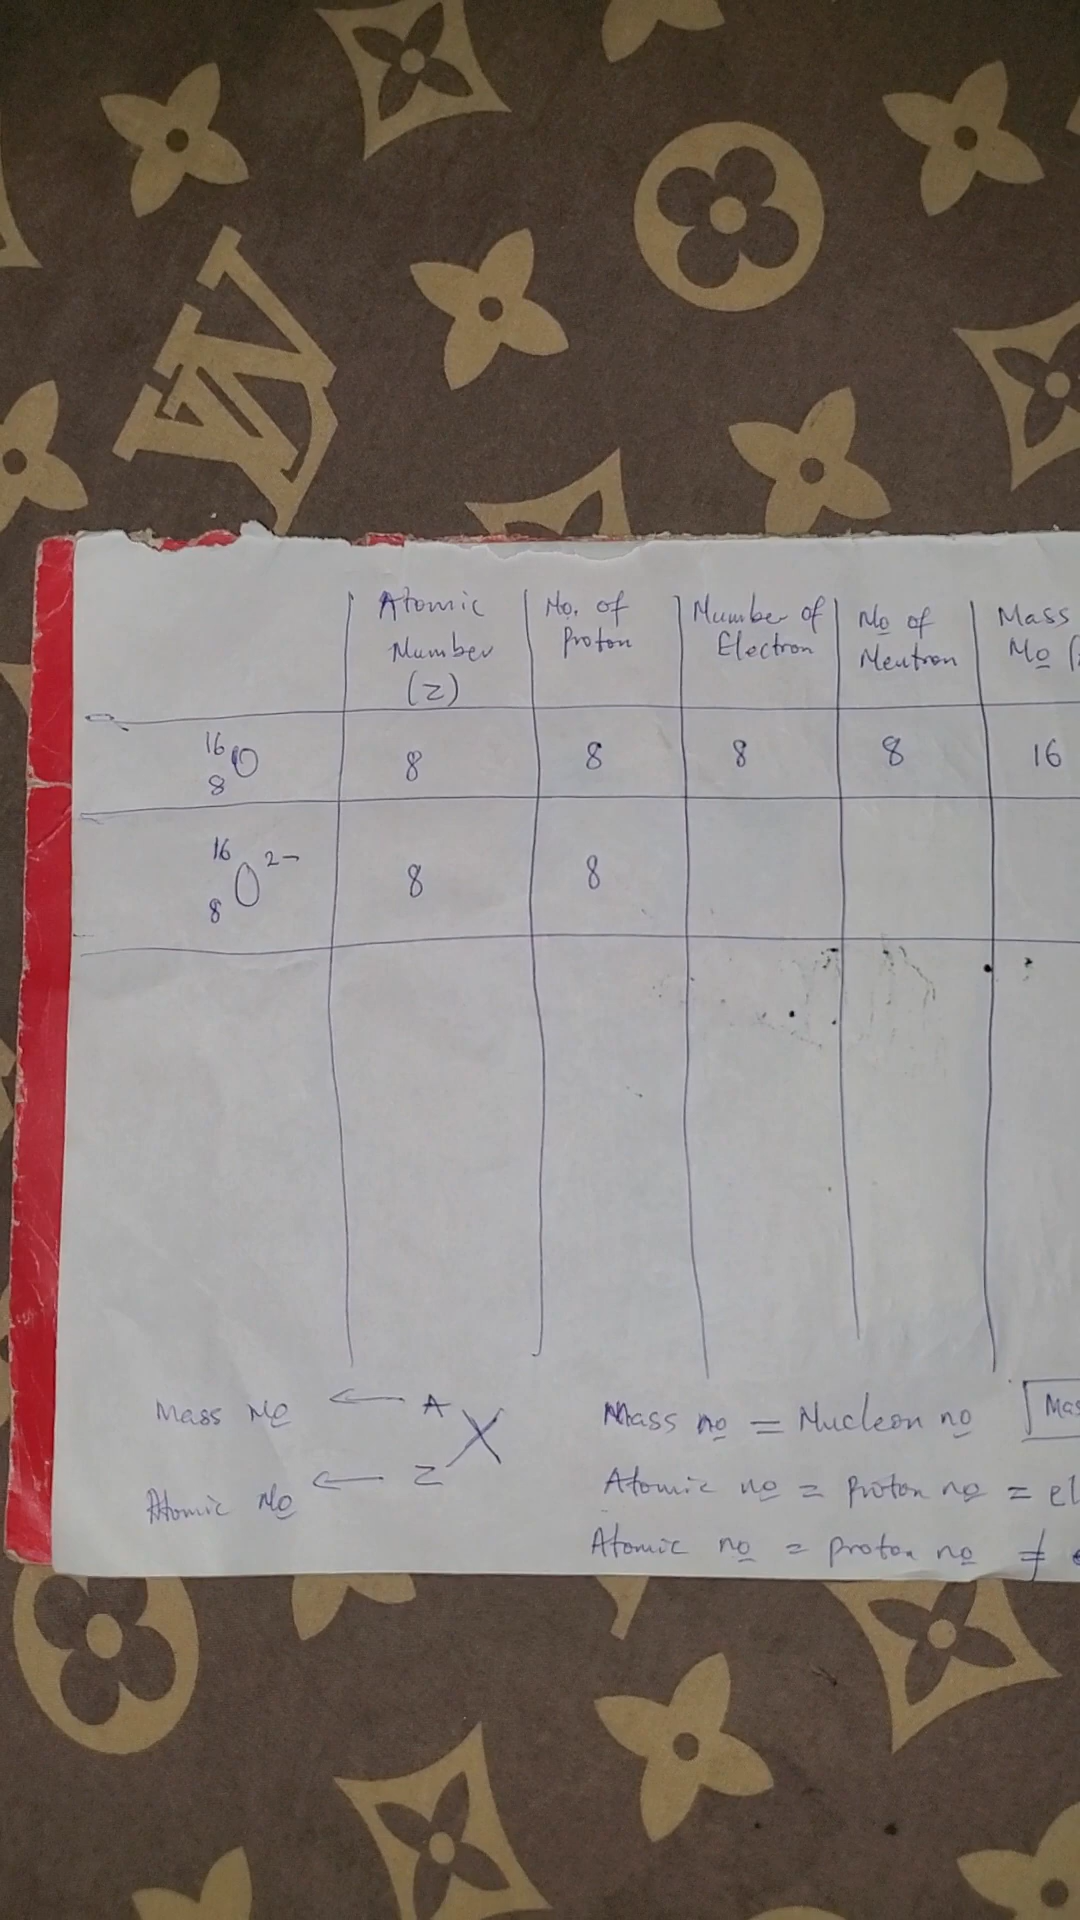 Atomic Number (Z) No. of Proton Number of Electron No of Neutron Mass No
16 8 O 8 8 8 8 16
16 8 O 2- 8 8
Mass No ← A X Mass no = Nucleon no Mas
Atomic No ← Z Atomic no = proton no = el
Atomic no = proton no ≠